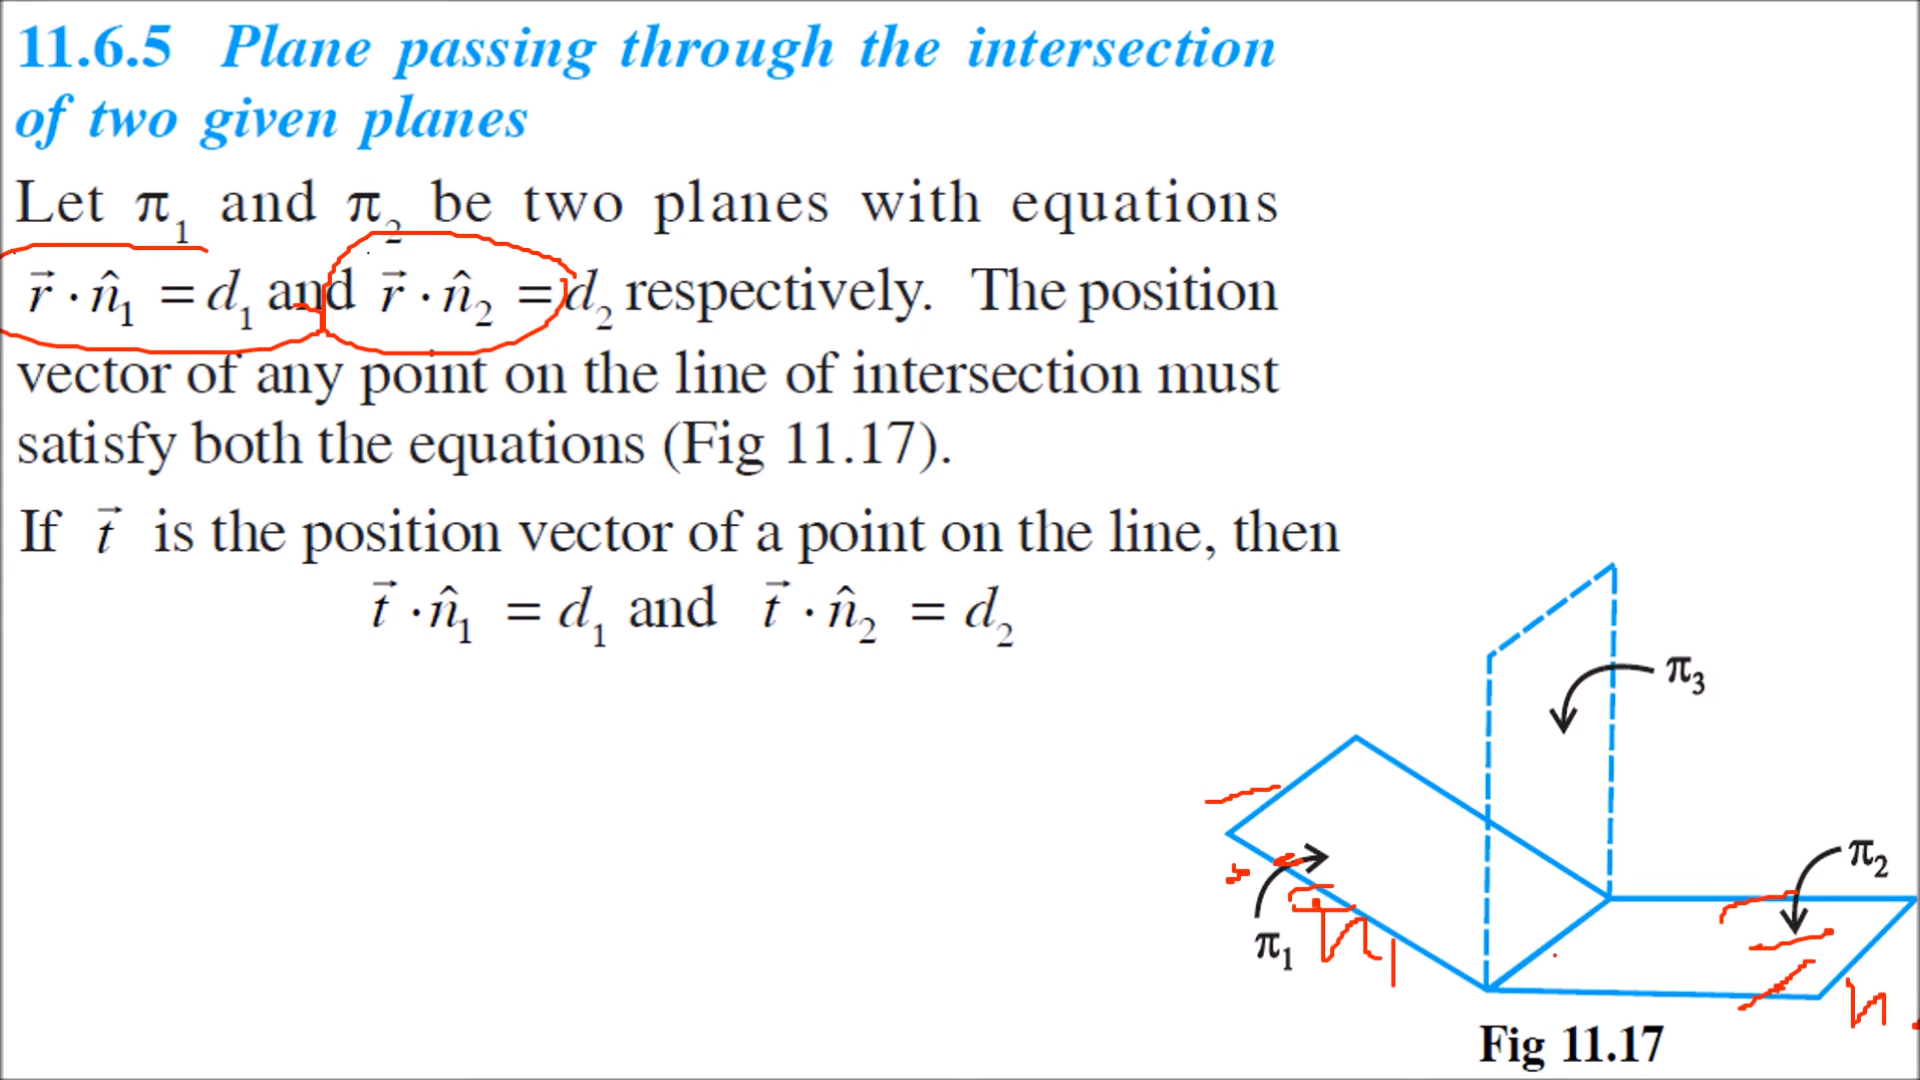 11.6.5 Plane passing through the intersection
of two given planes
Let π₁ and π₂ be two planes with equations
r⃗ · n̂₁ = d₁ and r⃗ · n̂₂ = d₂ respectively. The position
vector of any point on the line of intersection must
satisfy both the equations (Fig 11.17).
If t⃗ is the position vector of a point on the line, then
t⃗ · n̂₁ = d₁ and t⃗ · n̂₂ = d₂
π₃
π₂
π₁
n₁
n
Fig 11.17